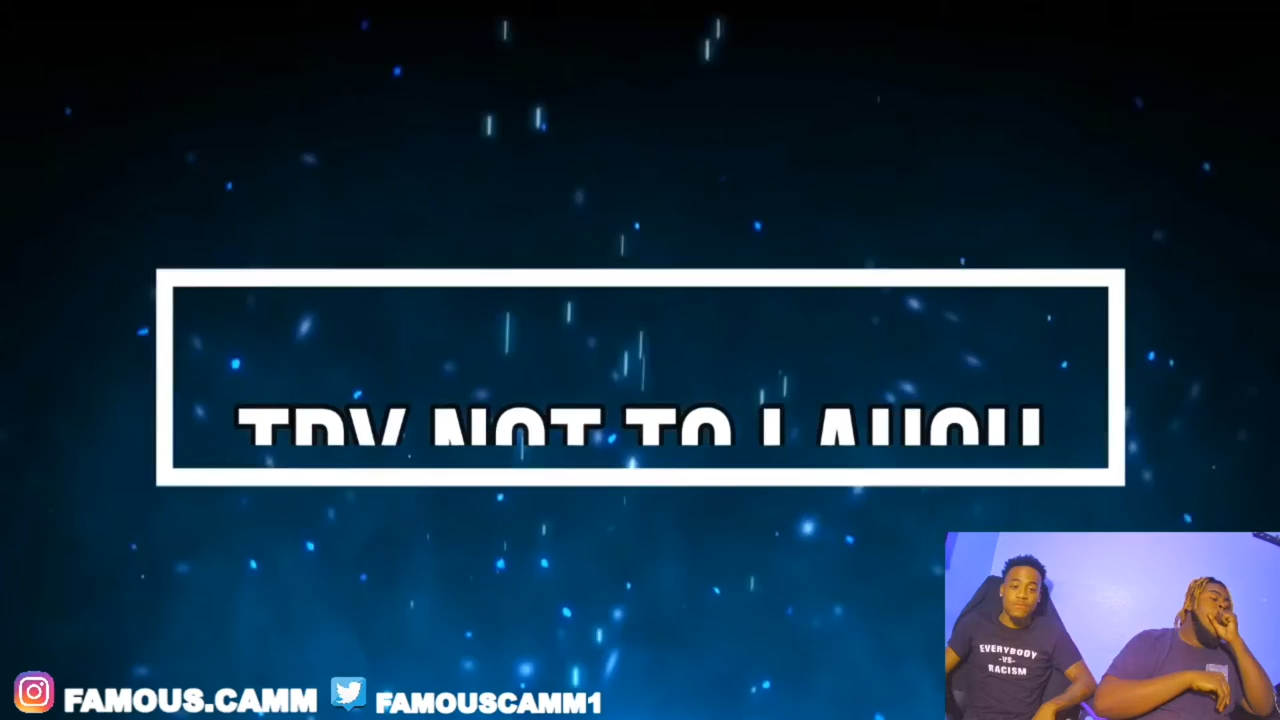 TRY NOT TO LAUGH
EVERYBODY
-VS-
RACISM
FAMOUS.CAMM
FAMOUSCAMM1